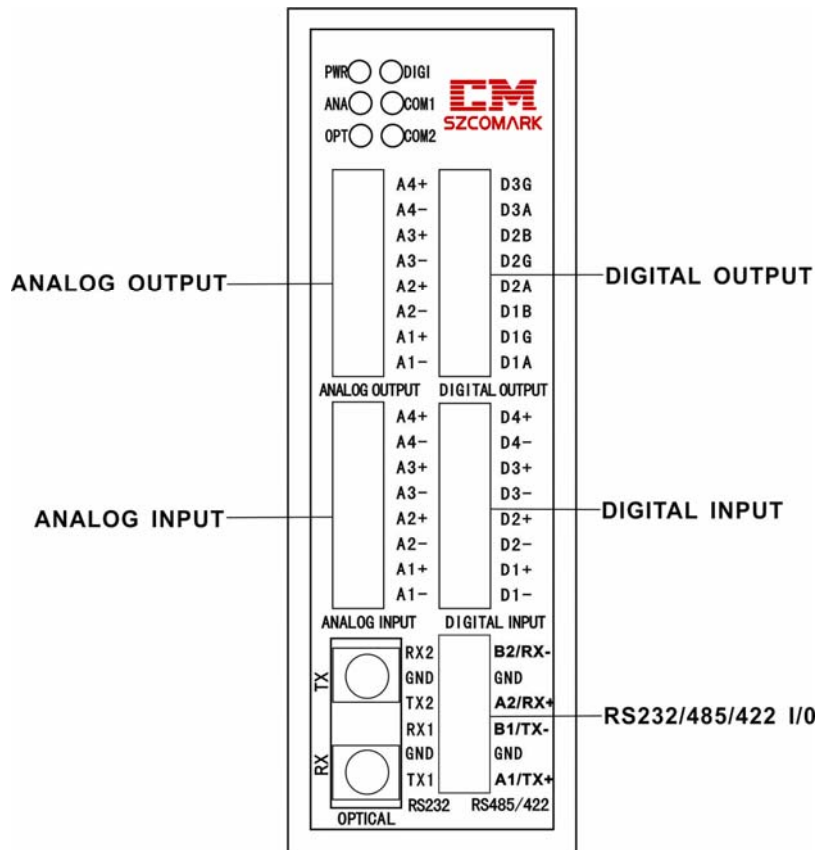 PWR DIGI
ANA COM1
OPT COM2
CM
SZCOMARK
A4+ D3G
A4- D3A
A3+ D2B
A3- D2G
ANALOG OUTPUT A2+ D2A DIGITAL OUTPUT
A2- D1B
A1+ D1G
A1- D1A
ANALOG OUTPUT DIGITAL OUTPUT
A4+ D4+
A4- D4-
A3+ D3+
A3- D3-
ANALOG INPUT A2+ D2+ DIGITAL INPUT
A2- D2-
A1+ D1+
A1- D1-
ANALOG INPUT DIGITAL INPUT
TX RX2 B2/RX-
GND GND
TX2 A2/RX+
RX1 B1/TX- RS232/485/422 I/0
RX GND GND
TX1 A1/TX+
RS232 RS485/422
OPTICAL